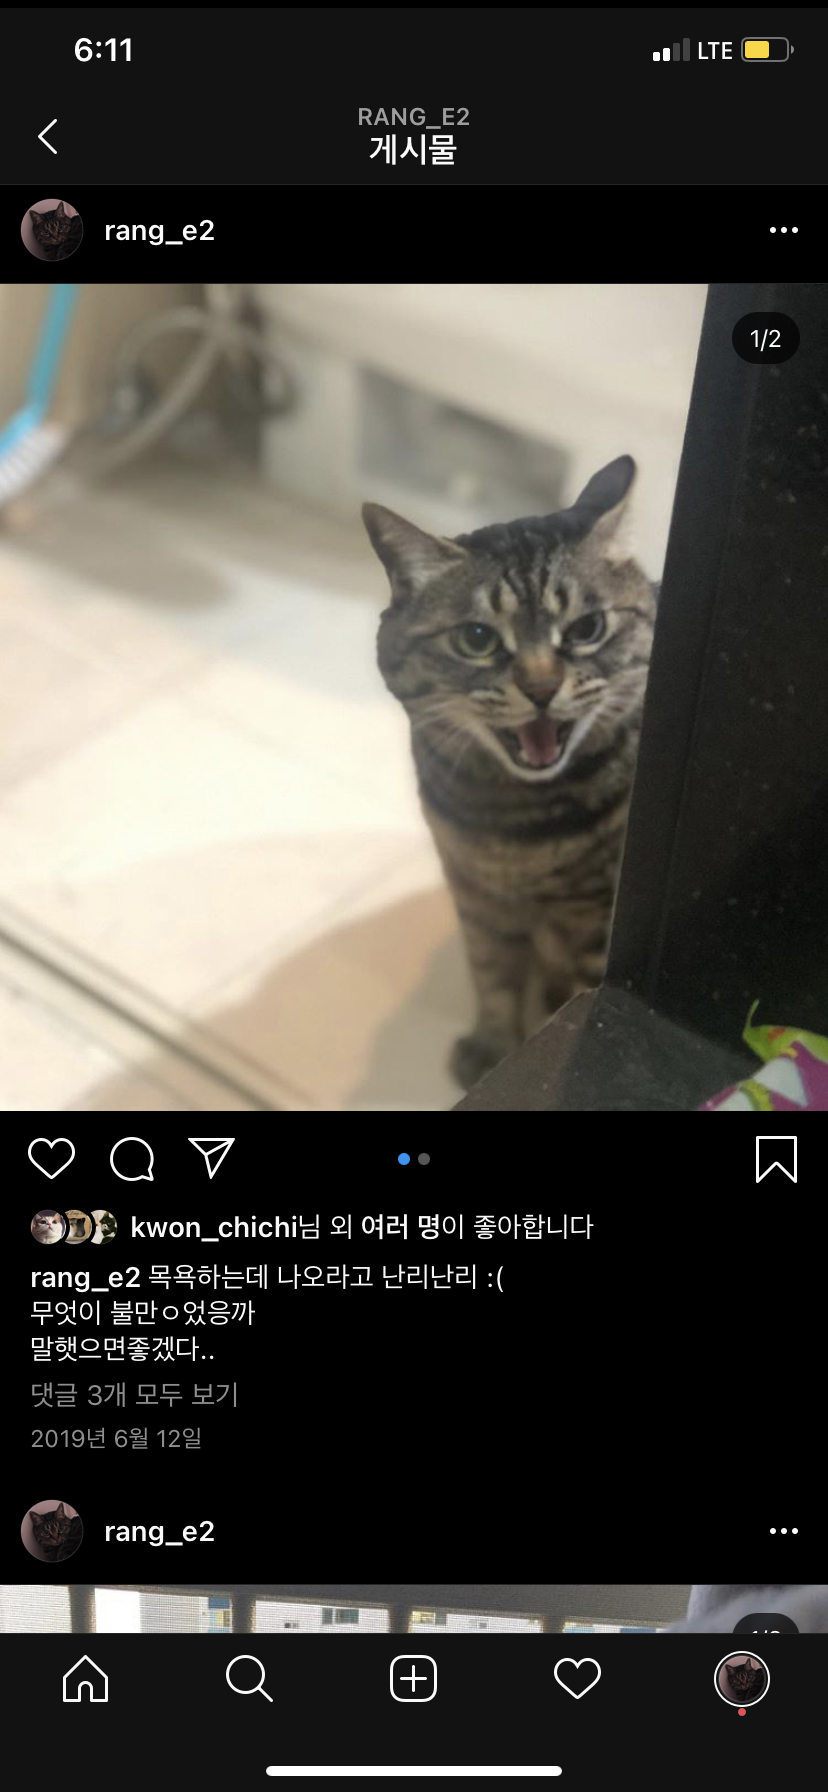 6:11
LTE
RANG_E2
게시물
rang_e2
1/2
kwon_chichi님 외 여러 명이 좋아합니다
rang_e2 목욕하는데 나오라고 난리난리 :(
무엇이 불만ㅇ었응까
말햇으면좋겠다..
댓글 3개 모두 보기
2019년 6월 12일
rang_e2